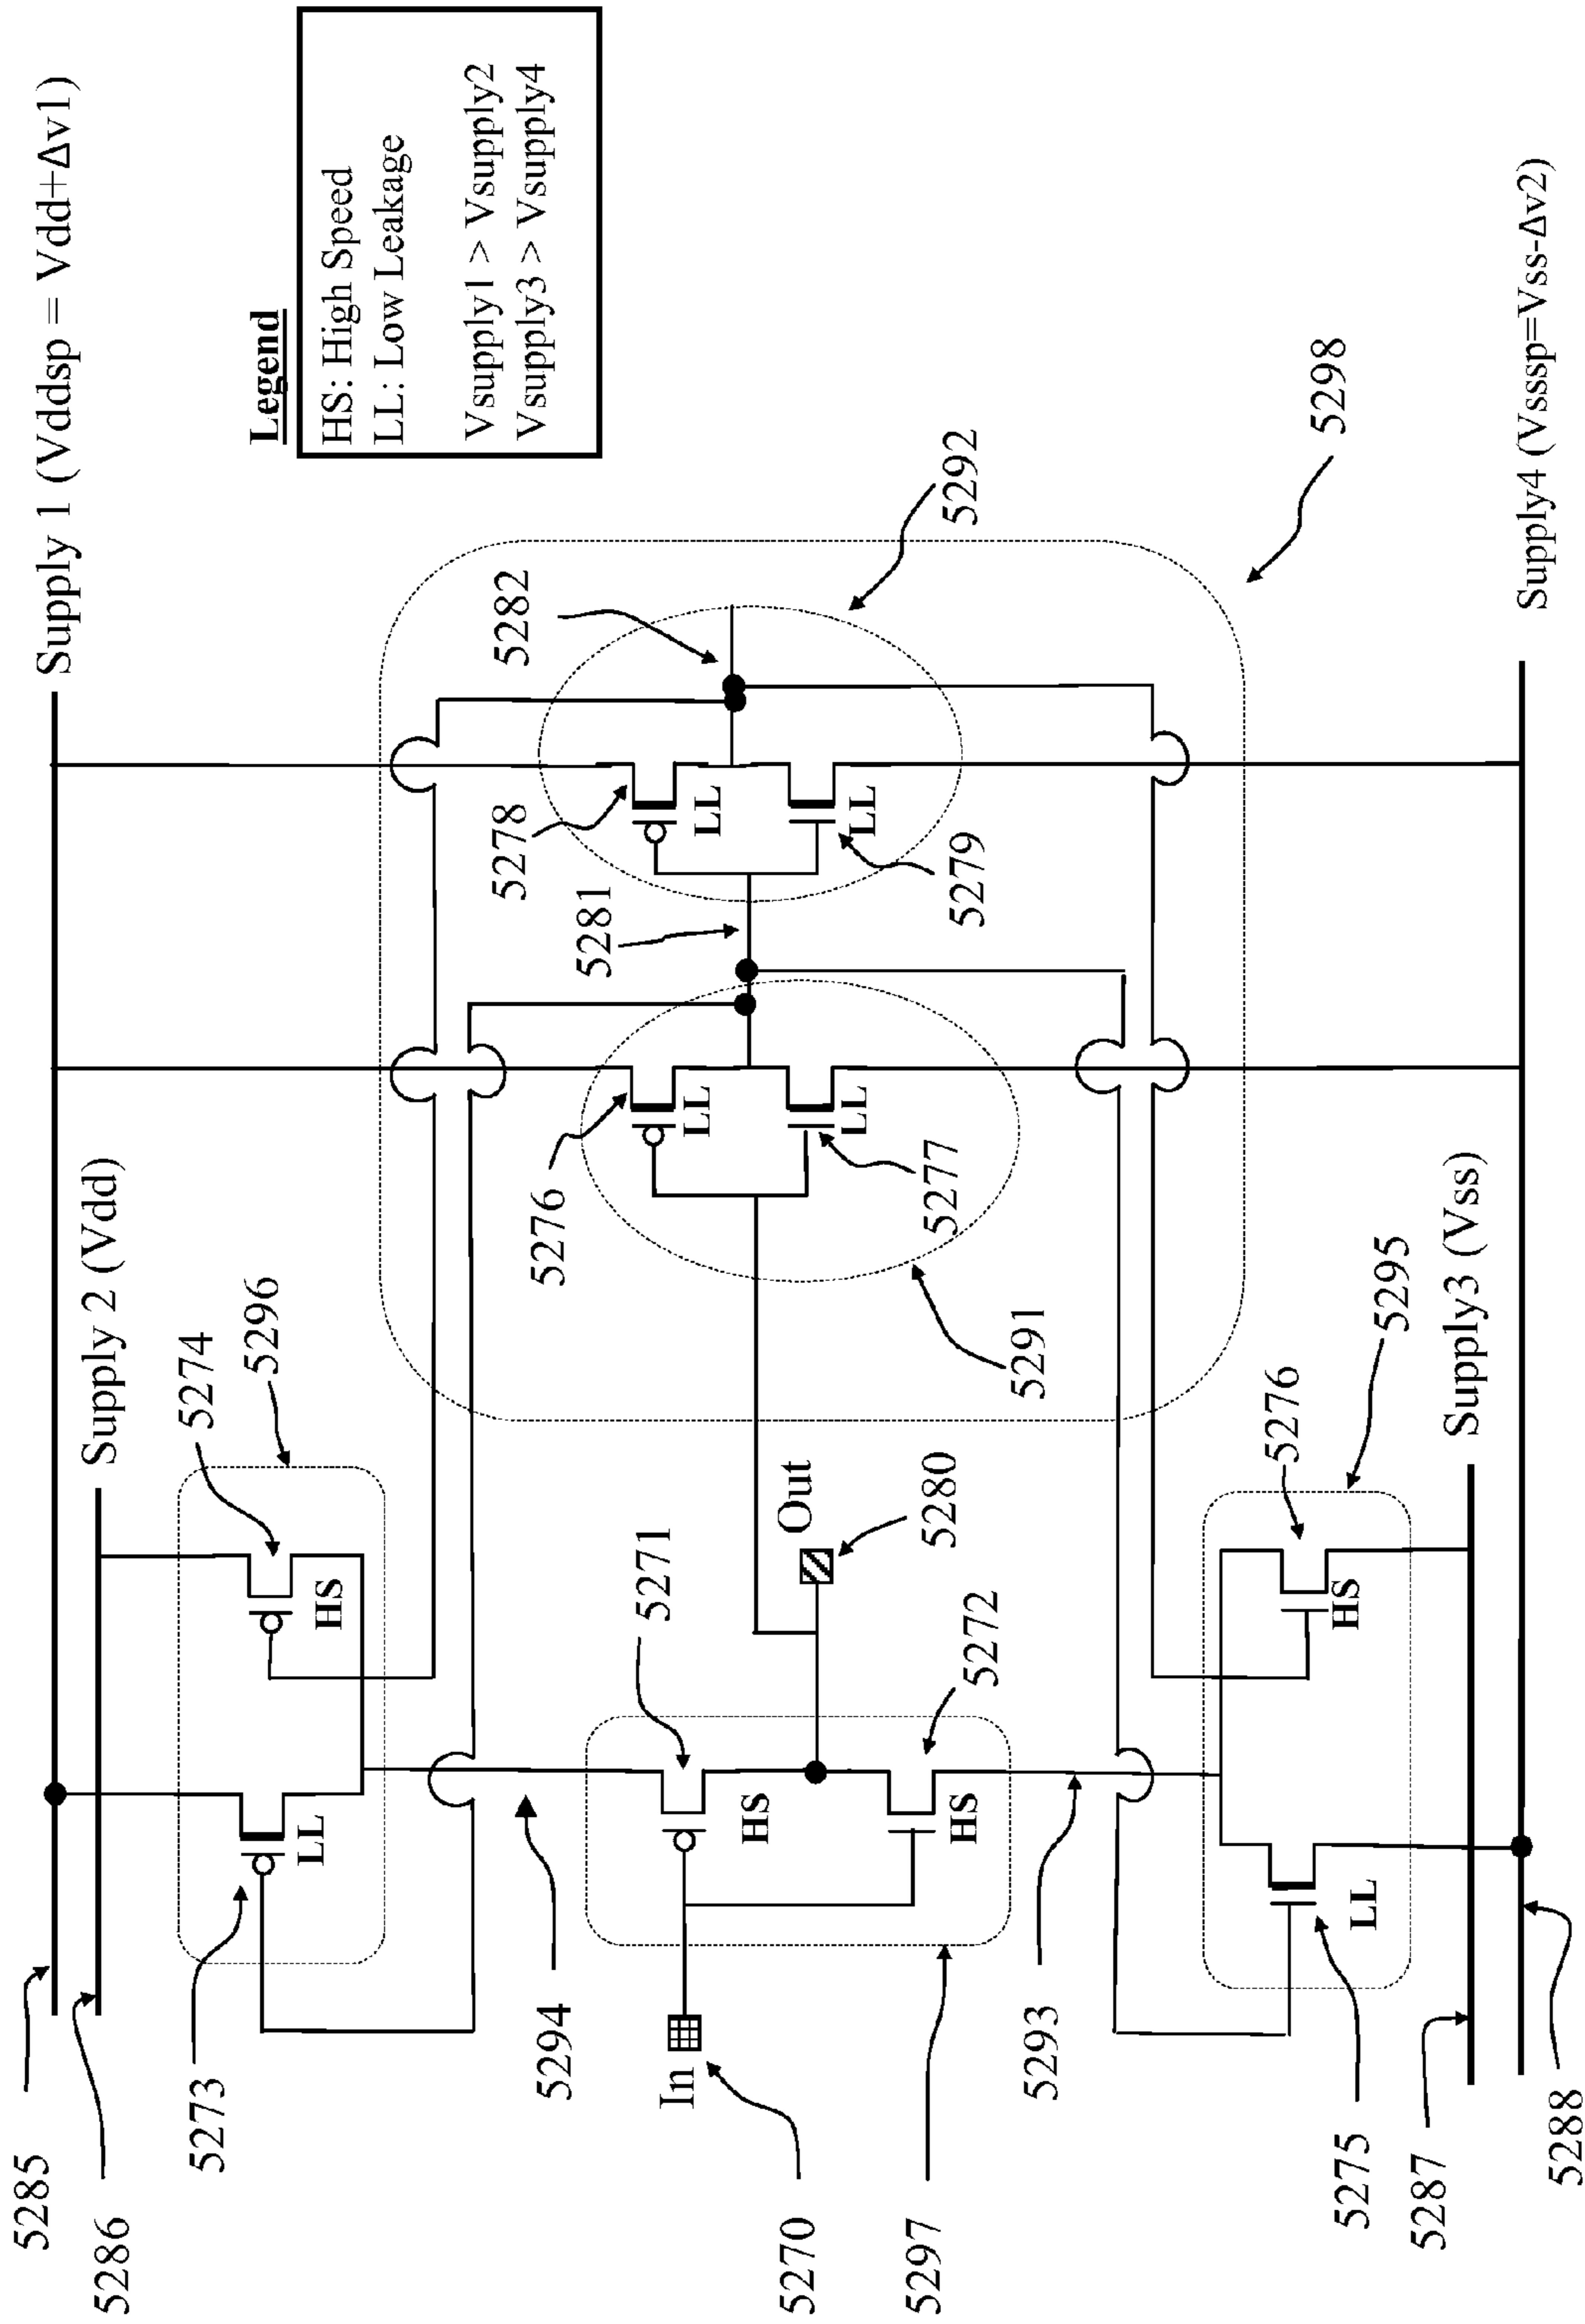 Supply 1 (Vddsp = Vdd+Δv1)
Supply 2 (Vdd)
5285
5286
Legend
HS: High Speed
LL: Low Leakage
Vsupply1 > Vsupply2
Vsupply3 > Vsupply4
5273
LL
HS
5274
5296
5294
In
5270
5297
5271
HS
HS
5272
Out
5280
5293
5276
LL
LL
5277
5291
5281
5278
LL
LL
5279
5282
5292
5298
5275
LL
HS
5276
5295
5287
5288
Supply3 (Vss)
Supply4 (Vsssp=Vss-Δv2)